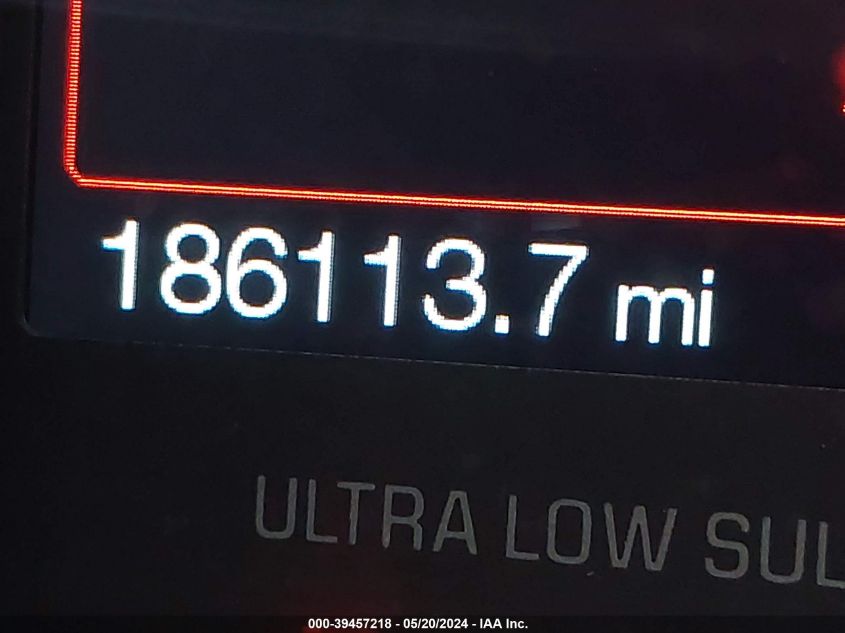 186113.7 mi
ULTRA LOW SUL
000-39457218 - 05/20/2024 - IAA Inc.